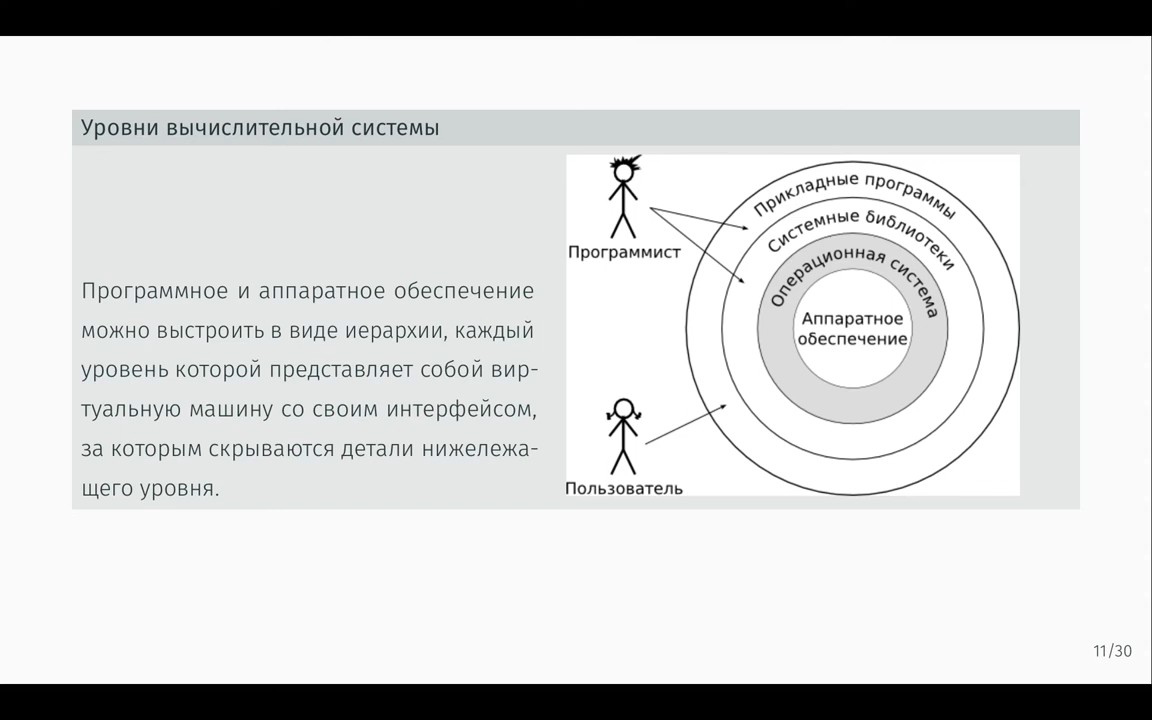 Уровни вычислительной системы
Программное и аппаратное обеспечение
можно выстроить в виде иерархии, каждый
уровень которой представляет собой вир-
туальную машину со своим интерфейсом,
за которым скрываются детали нижележа-
щего уровня.
Программист
Пользователь
Прикладные программы
Системные библиотеки
Операционная система
Аппаратное
обеспечение
11/30